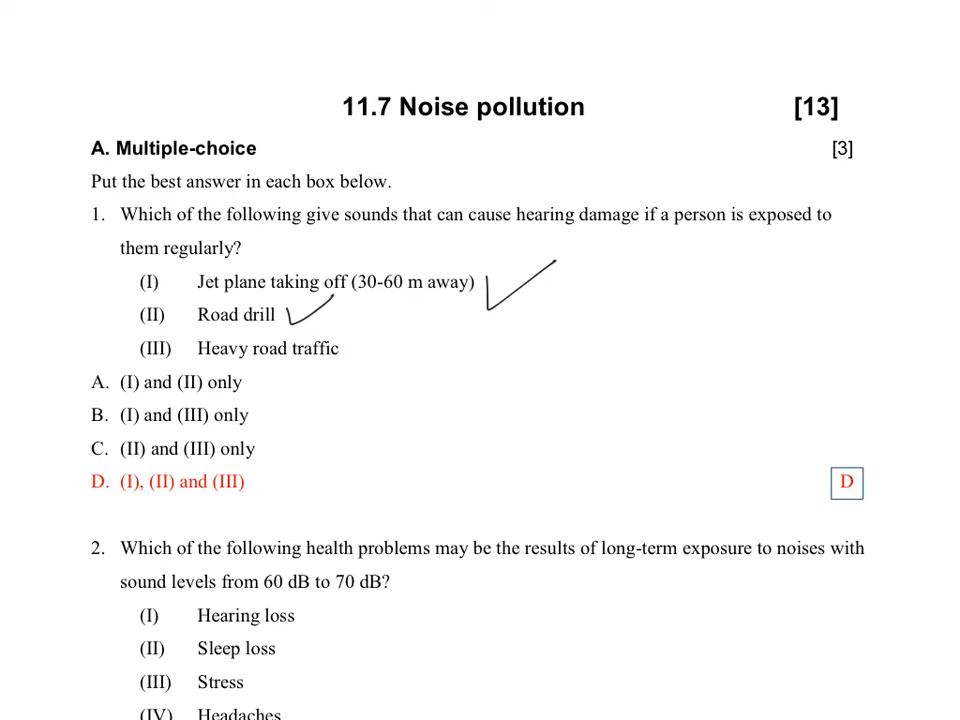 11.7 Noise pollution [13]
A. Multiple-choice [3]
Put the best answer in each box below.
1. Which of the following give sounds that can cause hearing damage if a person is exposed to
them regularly?
(I) Jet plane taking off (30-60 m away)
(II) Road drill
(III) Heavy road traffic
A. (I) and (II) only
B. (I) and (III) only
C. (II) and (III) only
D. (I), (II) and (III) D
2. Which of the following health problems may be the results of long-term exposure to noises with
sound levels from 60 dB to 70 dB?
(I) Hearing loss
(II) Sleep loss
(III) Stress
(IV) Headaches